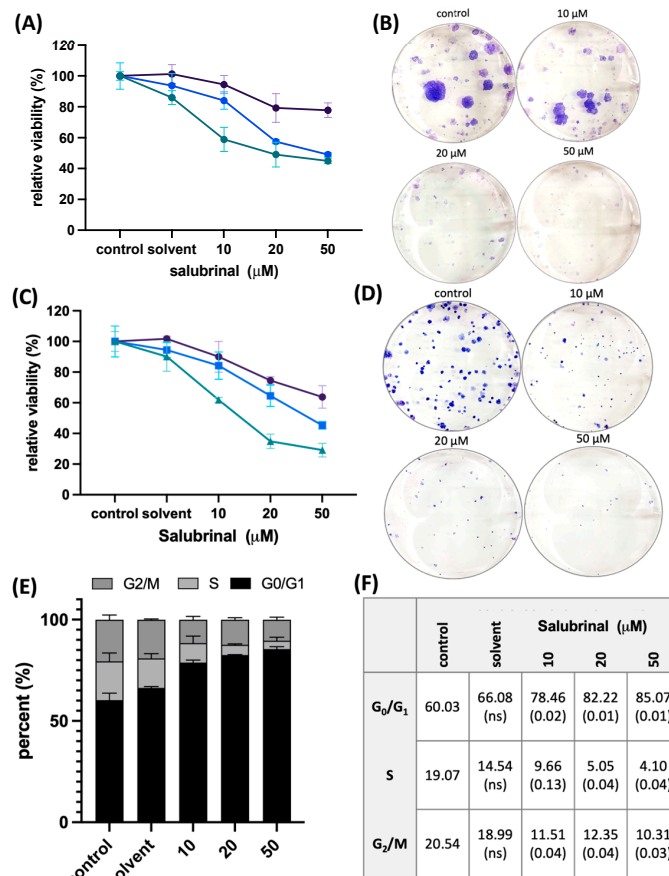 (A)
relative viability (%)
120
100
80
60
40
20
0
control solvent 10 20 50
salubrinal (μM)
(B)
control
10 μM
20 μM
50 μM
(C)
relative viability (%)
120
100
80
60
40
20
0
control solvent 10 20 50
Salubrinal (μM)
(D)
control
10 μM
20 μM
50 μM
(E)
G2/M S G0/G1
percent (%)
100
50
0
control solvent 10 20 50
(F)
control solvent Salubrinal (μM)
10 20 50
G0/G1 60.03 66.08 78.46 82.22 85.07
(ns) (0.02) (0.01) (0.01)
S 19.07 14.54 9.66 5.05 4.10
(ns) (0.13) (0.04) (0.04)
G2/M 20.54 18.99 11.51 12.35 10.31
(ns) (0.04) (0.04) (0.03)